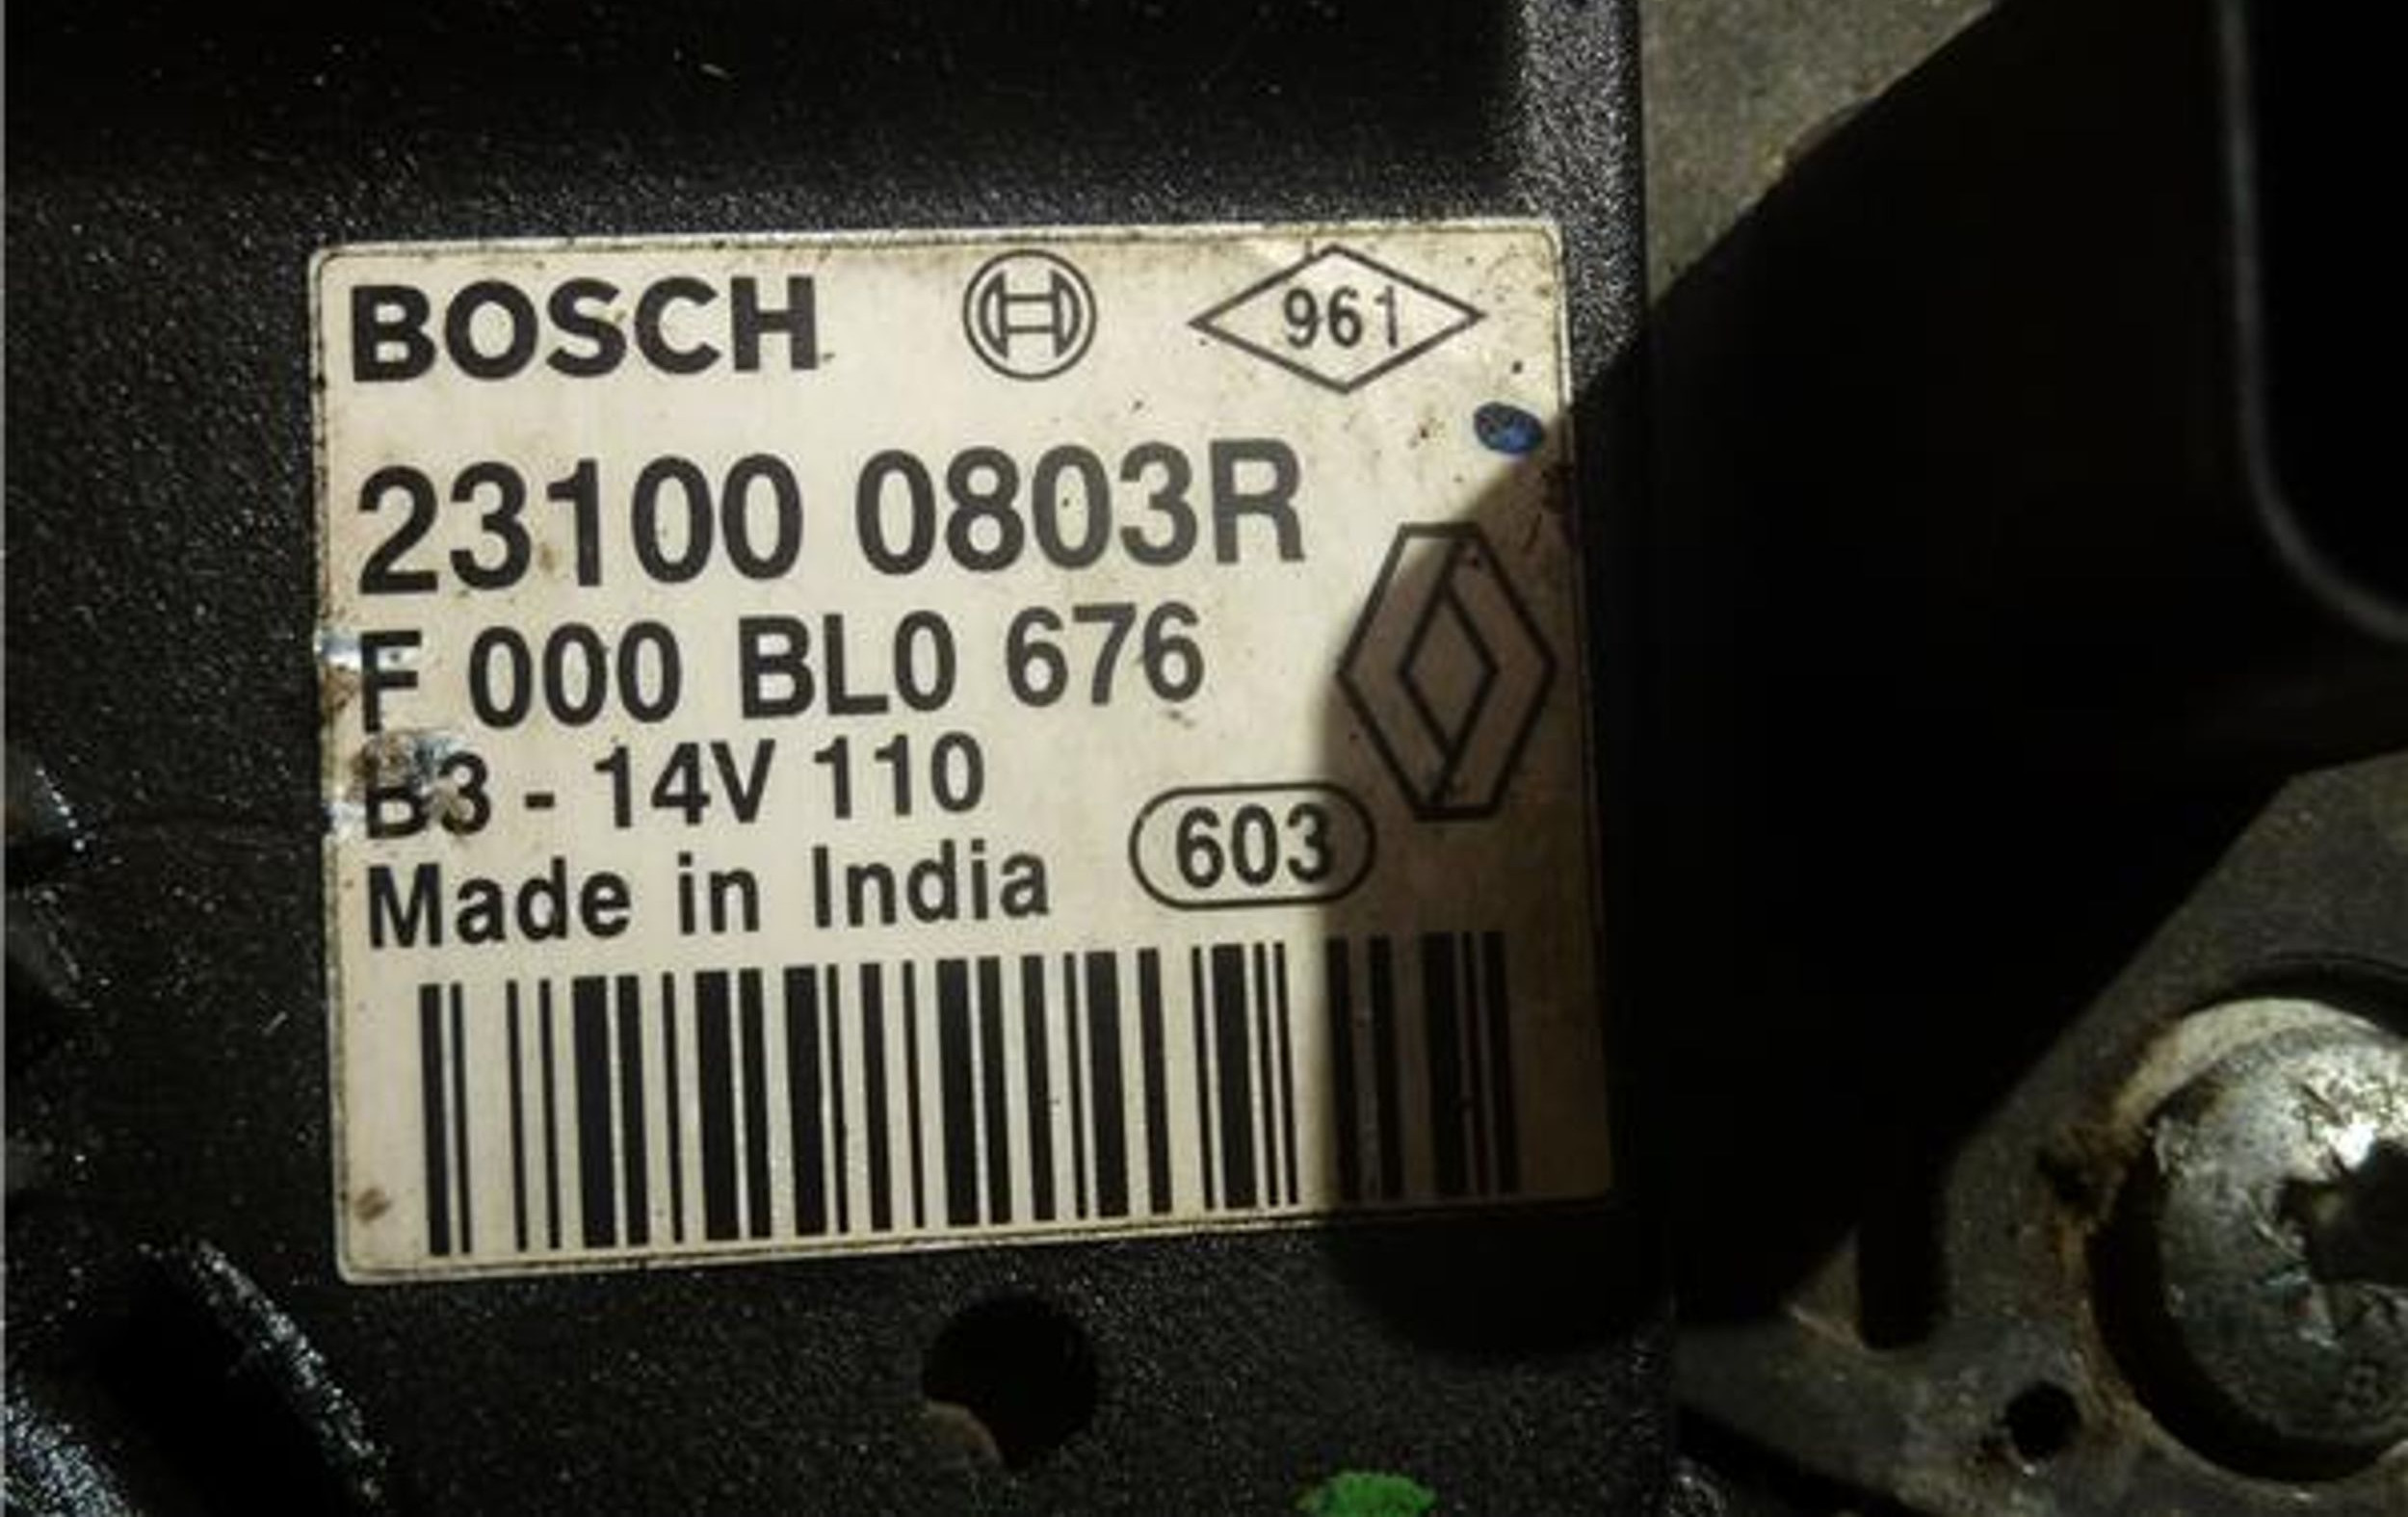 BOSCH 961
23100 0803R
F 000 BL0 676
B3 - 14V 110
Made in India 603